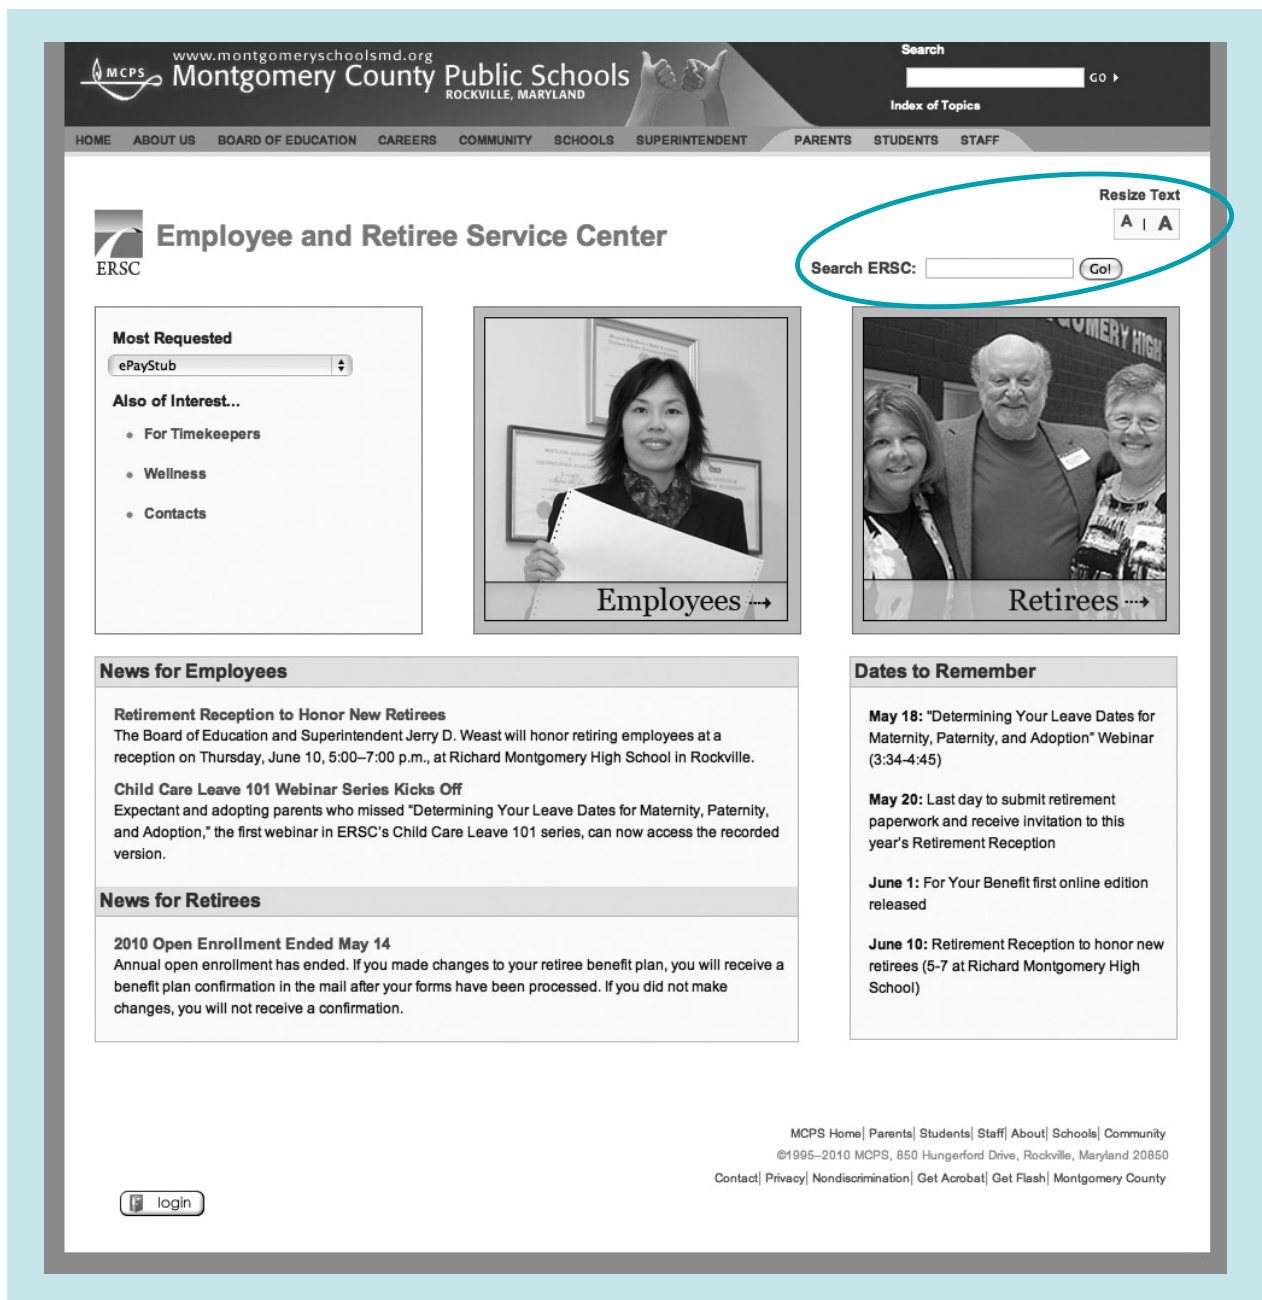 www.montgomeryschoolsmd.org
MCPS
Montgomery County Public Schools
ROCKVILLE, MARYLAND
Search
GO
Index of Topics
HOME ABOUT US BOARD OF EDUCATION CAREERS COMMUNITY SCHOOLS SUPERINTENDENT PARENTS STUDENTS STAFF
Resize Text
A | A
ERSC
Employee and Retiree Service Center
Search ERSC: Go!
Most Requested
ePayStub
Also of Interest...
For Timekeepers
Wellness
Contacts
Employees
GOMERY HIGH
Retirees
News for Employees
Retirement Reception to Honor New Retirees
The Board of Education and Superintendent Jerry D. Weast will honor retiring employees at a
reception on Thursday, June 10, 5:00–7:00 p.m., at Richard Montgomery High School in Rockville.
Child Care Leave 101 Webinar Series Kicks Off
Expectant and adopting parents who missed "Determining Your Leave Dates for Maternity, Paternity,
and Adoption," the first webinar in ERSC's Child Care Leave 101 series, can now access the recorded
version.
News for Retirees
2010 Open Enrollment Ended May 14
Annual open enrollment has ended. If you made changes to your retiree benefit plan, you will receive a
benefit plan confirmation in the mail after your forms have been processed. If you did not make
changes, you will not receive a confirmation.
Dates to Remember
May 18: "Determining Your Leave Dates for
Maternity, Paternity, and Adoption" Webinar
(3:34-4:45)
May 20: Last day to submit retirement
paperwork and receive invitation to this
year's Retirement Reception
June 1: For Your Benefit first online edition
released
June 10: Retirement Reception to honor new
retirees (5-7 at Richard Montgomery High
School)
MCPS Home| Parents| Students| Staff| About| Schools| Community
©1995–2010 MCPS, 850 Hungerford Drive, Rockville, Maryland 20850
Contact| Privacy| Nondiscrimination| Get Acrobat| Get Flash| Montgomery County
login